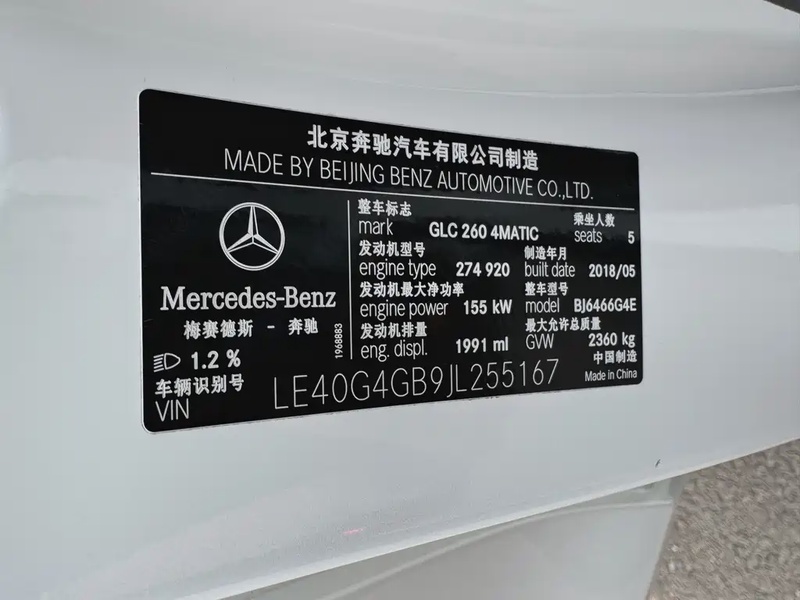 北京奔驰汽车有限公司制造
MADE BY BEIJING BENZ AUTOMOTIVE CO.,LTD.
Mercedes-Benz
梅赛德斯 - 奔驰
1.2 %
1968883
整车标志
mark GLC 260 4MATIC
乘坐人数
seats 5
发动机型号
engine type 274 920
制造年月
built date 2018/05
发动机最大净功率
engine power 155 kW
整车型号
model BJ6466G4E
发动机排量
eng. displ. 1991 ml
最大允许总质量
GVW 2360 kg
中国制造
Made in China
车辆识别号
VIN LE40G4GB9JL255167